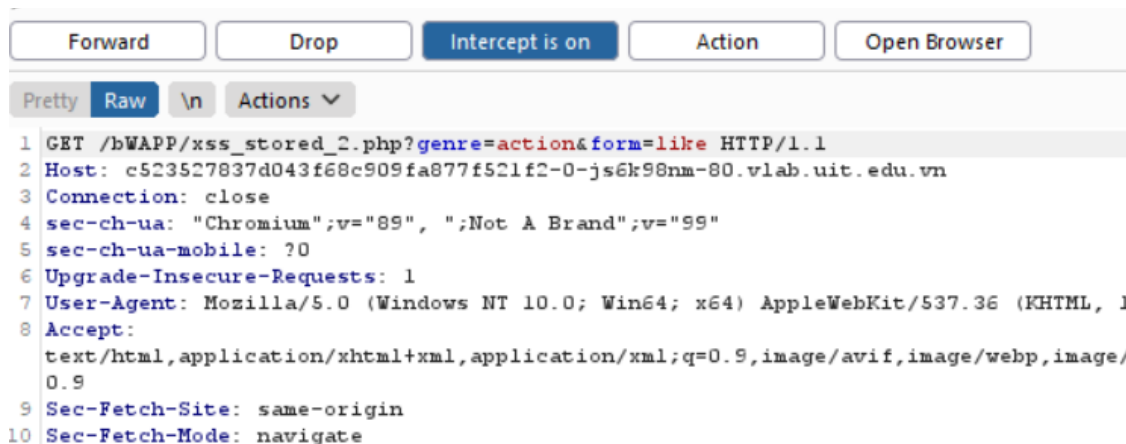 Forward Drop Intercept is on Action Open Browser
Pretty Raw \n Actions
1 GET /bWAPP/xss_stored_2.php?genre=action&form=like HTTP/1.1
2 Host: c523527837d043f68c909fa877f521f2-0-js6k98nm-80.vlab.uit.edu.vn
3 Connection: close
4 sec-ch-ua: "Chromium";v="89", ";Not A Brand";v="99"
5 sec-ch-ua-mobile: ?0
6 Upgrade-Insecure-Requests: 1
7 User-Agent: Mozilla/5.0 (Windows NT 10.0; Win64; x64) AppleWebKit/537.36 (KHTML,
8 Accept:
text/html,application/xhtml+xml,application/xml;q=0.9,image/avif,image/webp,image/
0.9
9 Sec-Fetch-Site: same-origin
10 Sec-Fetch-Mode: navigate